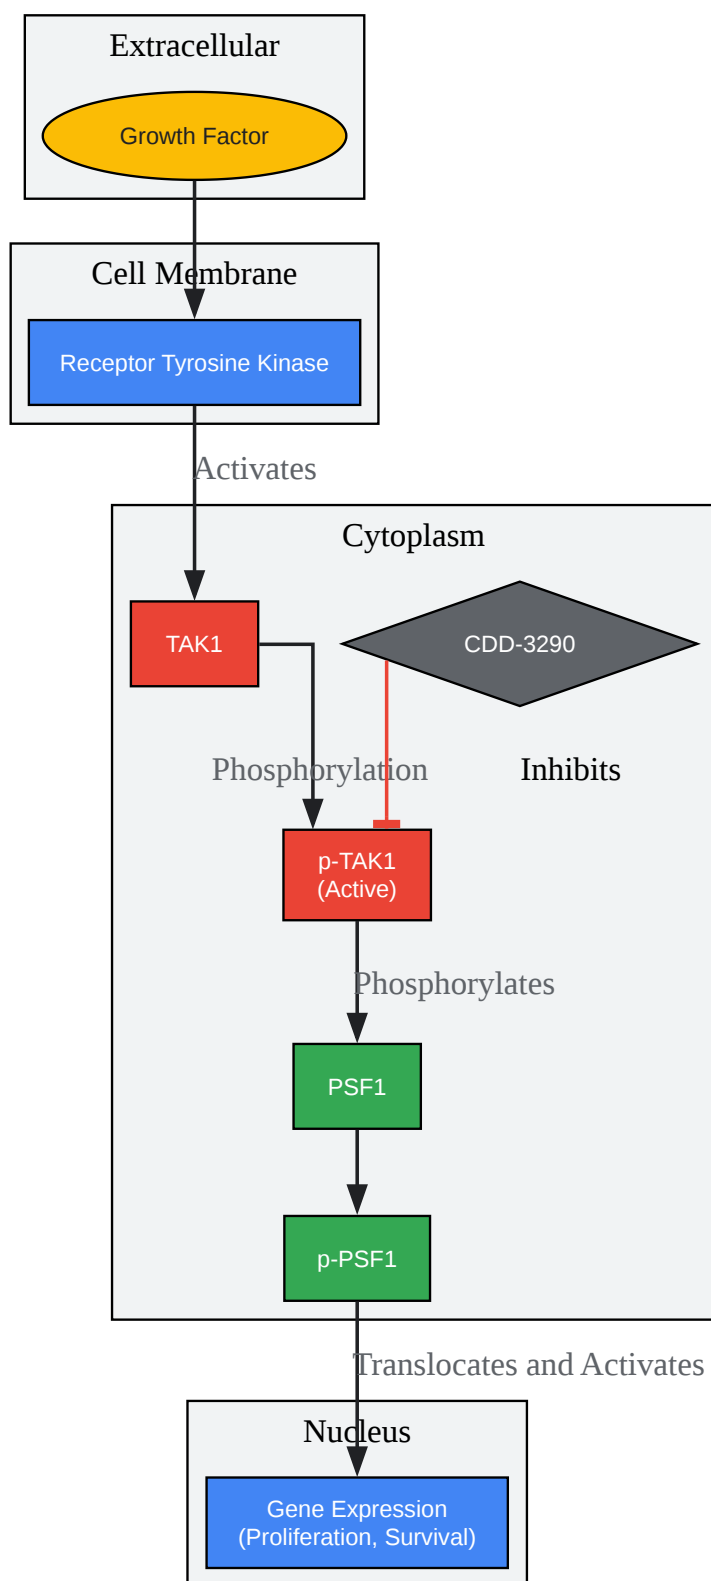 Extracellular
Growth Factor
Cell Membrane
Receptor Tyrosine Kinase
Activates
Cytoplasm
TAK1
CDD-3290
Phosphorylation
Inhibits
p-TAK1
(Active)
Phosphorylates
PSF1
p-PSF1
Translocates and Activates
Nucleus
Gene Expression
(Proliferation, Survival)